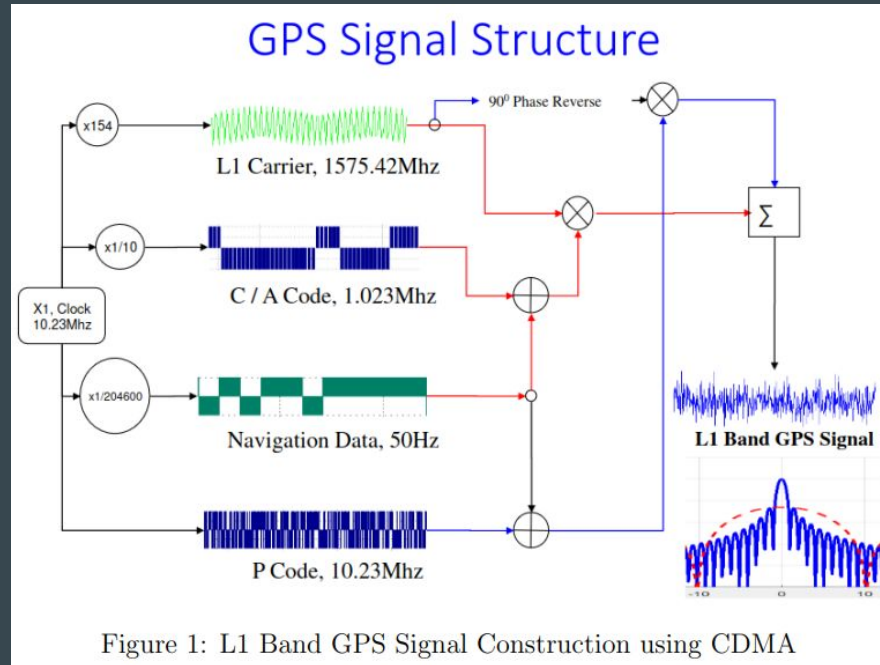 GPS Signal Structure
x154
90⁰ Phase Reverse
L1 Carrier, 1575.42Mhz
x1/10
C / A Code, 1.023Mhz
∑
X1, Clock
10.23Mhz
x1/204600
Navigation Data, 50Hz
L1 Band GPS Signal
P Code, 10.23Mhz
-10
0
10
Figure 1: L1 Band GPS Signal Construction using CDMA